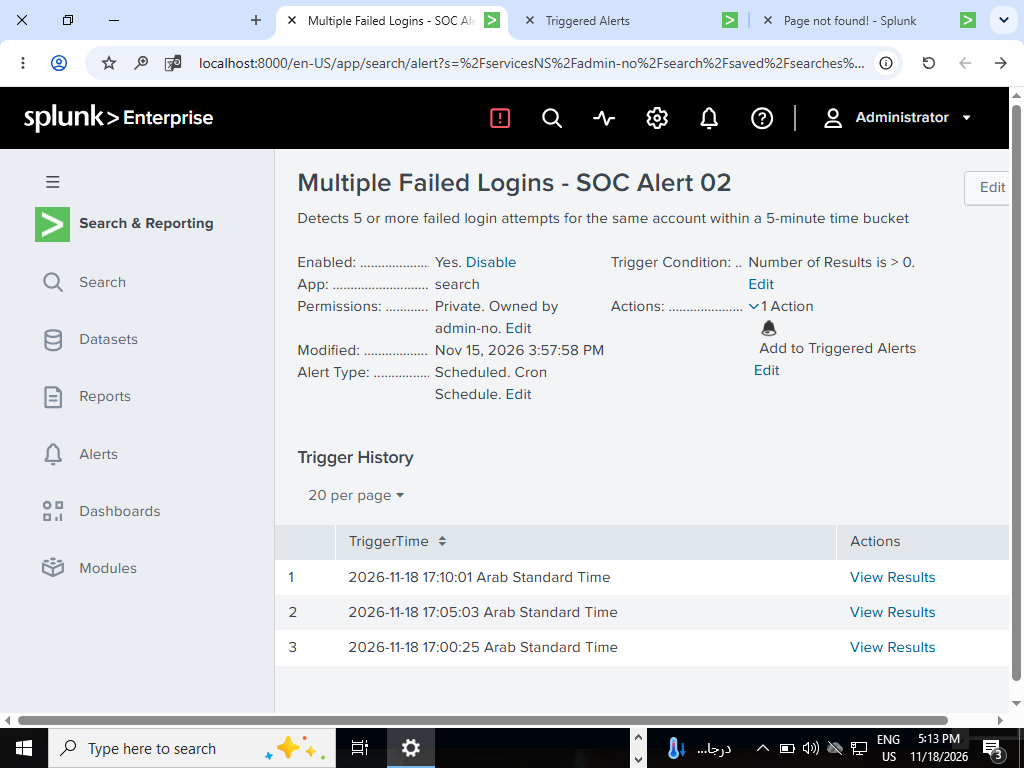 Multiple Failed Logins - SOC Ale
Triggered Alerts
Page not found! - Splunk
localhost:8000/en-US/app/search/alert?s=%2FservicesNS%2Fadmin-no%2Fsearch%2Fsaved%2Fsearches%...
splunk>Enterprise
Administrator
Search & Reporting
Search
Datasets
Reports
Alerts
Dashboards
Modules
Multiple Failed Logins - SOC Alert 02
Edit
Detects 5 or more failed login attempts for the same account within a 5-minute time bucket
Enabled: .................... Yes. Disable
App: ........................... search
Permissions: ............ Private. Owned by
admin-no. Edit
Modified: .................. Nov 15, 2026 3:57:58 PM
Alert Type: ................ Scheduled. Cron
Schedule. Edit
Trigger Condition: .. Number of Results is > 0.
Edit
Actions: ..................... 1 Action
Add to Triggered Alerts
Edit
Trigger History
20 per page
TriggerTime Actions
1 2026-11-18 17:10:01 Arab Standard Time View Results
2 2026-11-18 17:05:03 Arab Standard Time View Results
3 2026-11-18 17:00:25 Arab Standard Time View Results
Type here to search
درجا...
ENG
US
5:13 PM
11/18/2026
3